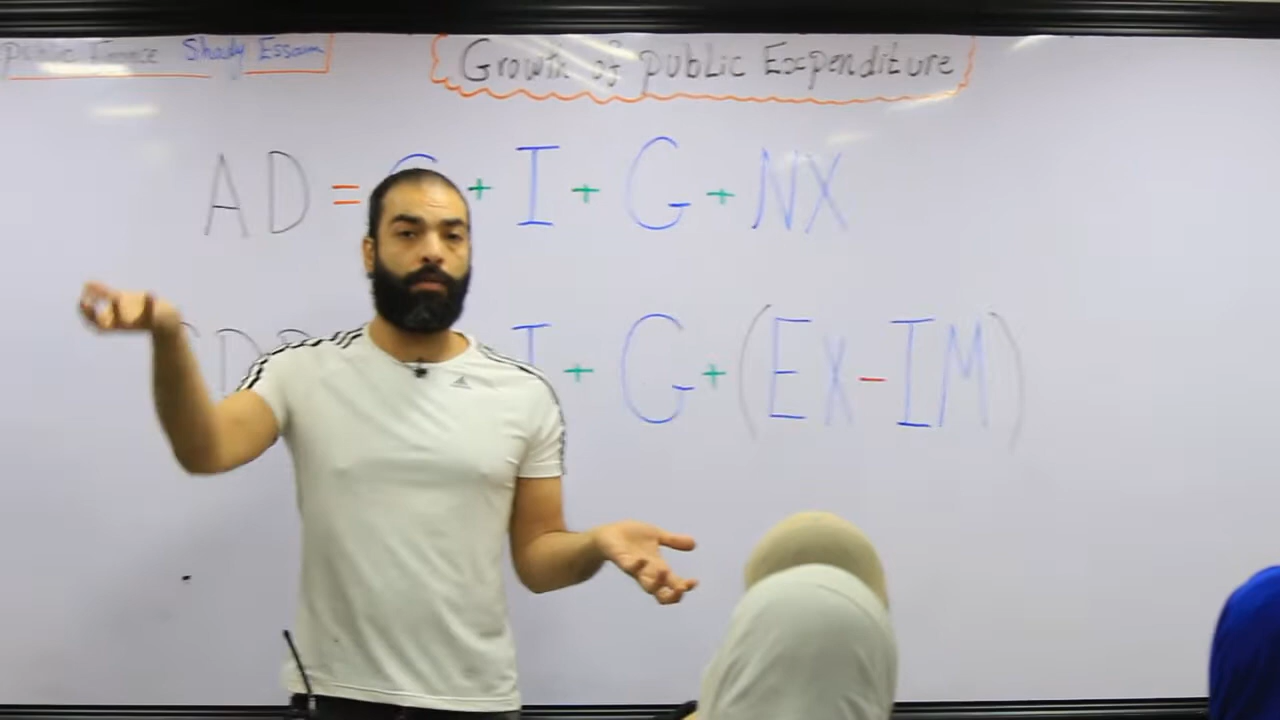 Public Finance Shady Essam
Growth of public Expenditure
AD = C + I + G + NX
GDP I + G + (EX - IM)